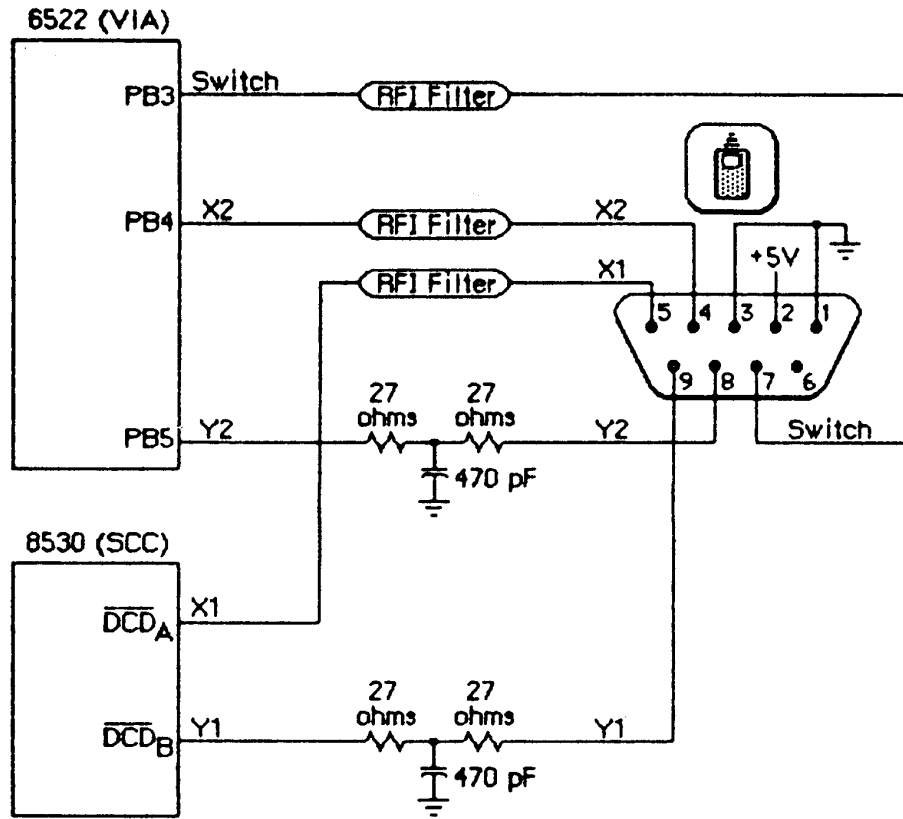 6522 (VIA)
PB3 Switch RFI Filter
PB4 X2 RFI Filter X2
RFI Filter X1
+5V
5 4 3 2 1
9 8 7 6
27 ohms 27 ohms
PB5 Y2 Y2 Switch
470 pF
8530 (SCC)
D̅C̅D̅A X1
27 ohms 27 ohms
D̅C̅D̅B Y1 Y1
470 pF